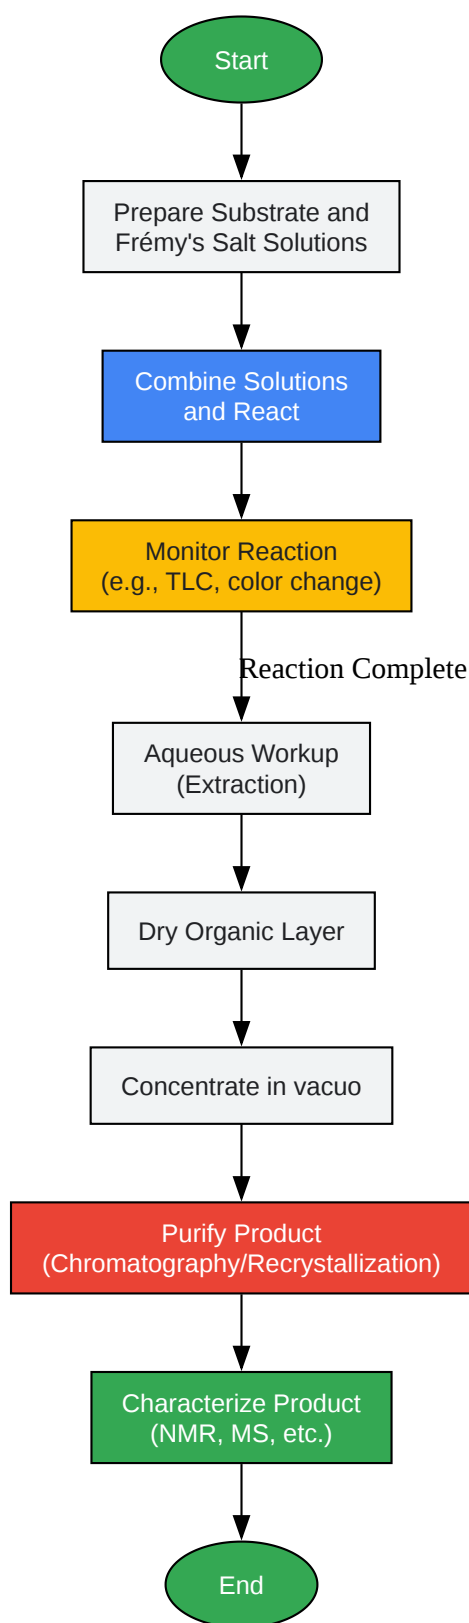 Start
Prepare Substrate and
Frémy's Salt Solutions
Combine Solutions
and React
Monitor Reaction
(e.g., TLC, color change)
Reaction Complete
Aqueous Workup
(Extraction)
Dry Organic Layer
Concentrate in vacuo
Purify Product
(Chromatography/Recrystallization)
Characterize Product
(NMR, MS, etc.)
End